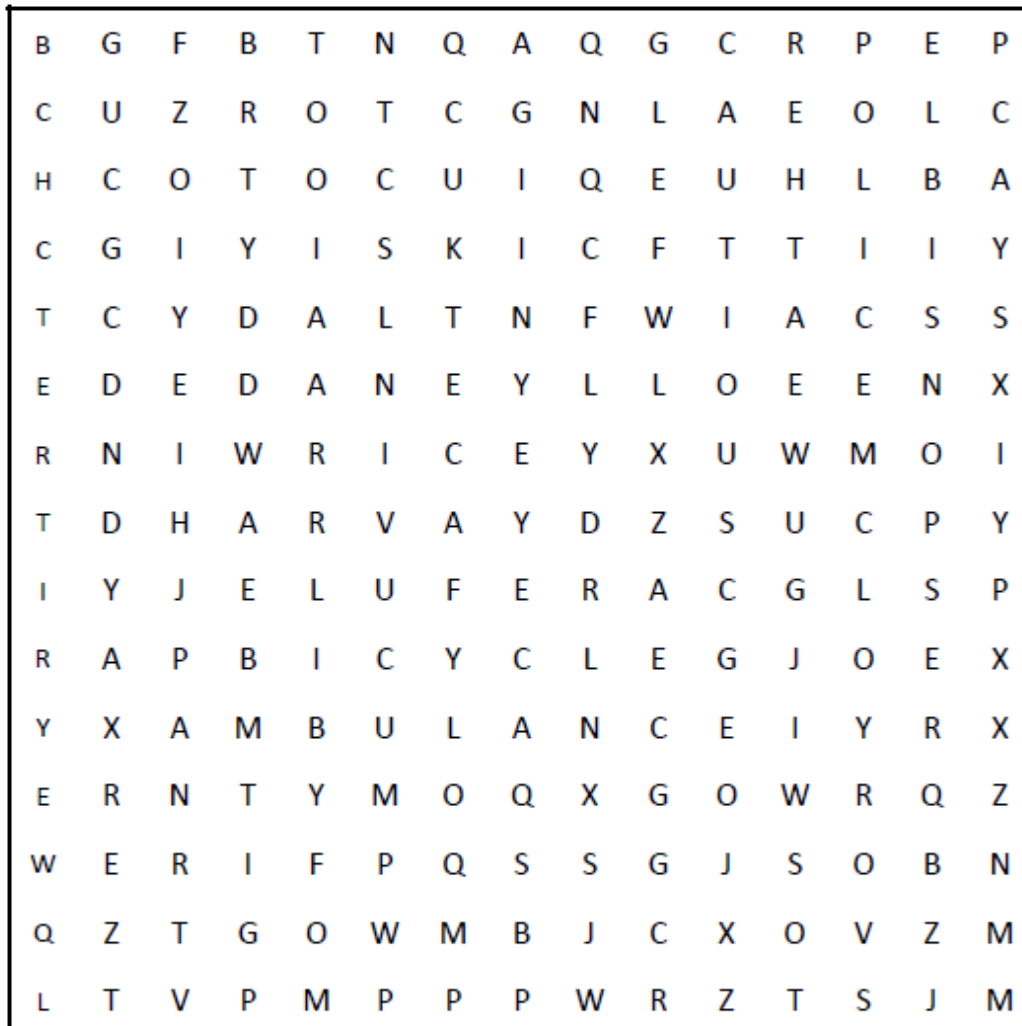 B G F B T N Q A Q G C R P E P
C U Z R O T C G N L A E O L C
H C O T O C U I Q E U H L B A
C G I Y I S K I C F T T I I Y
T C Y D A L T N F W I A C S S
E D E D A N E Y L L O E E N X
R N I W R I C E Y X U W M O I
T D H A R V A Y D Z S U C P Y
I Y J E L U F E R A C G L S P
R A P B I C Y C L E G J O E X
Y X A M B U L A N C E I Y R X
E R N T Y M O Q X G O W R Q Z
W E R I F P Q S S G J S O B N
Q Z T G O W M B J C X O V Z M
L T V P M P P P W R Z T S J M